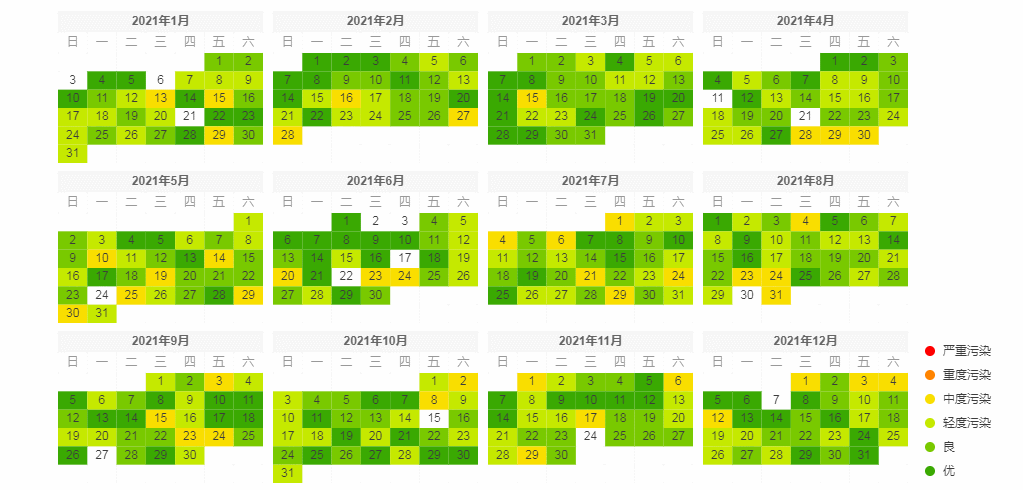 2021年1月 2021年2月 2021年3月 2021年4月
日 一 二 三 四 五 六 日 一 二 三 四 五 六 日 一 二 三 四 五 六 日 一 二 三 四 五 六
1 2 1 2 3 4 5 6 1 2 3 4 5 6 1 2 3
3 4 5 6 7 8 9 7 8 9 10 11 12 13 7 8 9 10 11 12 13 4 5 6 7 8 9 10
10 11 12 13 14 15 16 14 15 16 17 18 19 20 14 15 16 17 18 19 20 11 12 13 14 15 16 17
17 18 19 20 21 22 23 21 22 23 24 25 26 27 21 22 23 24 25 26 27 18 19 20 21 22 23 24
24 25 26 27 28 29 30 28 28 29 30 31 25 26 27 28 29 30
31
2021年5月 2021年6月 2021年7月 2021年8月
日 一 二 三 四 五 六 日 一 二 三 四 五 六 日 一 二 三 四 五 六 日 一 二 三 四 五 六
1 1 2 3 4 5 1 2 3 1 2 3 4 5 6 7
2 3 4 5 6 7 8 6 7 8 9 10 11 12 4 5 6 7 8 9 10 8 9 10 11 12 13 14
9 10 11 12 13 14 15 13 14 15 16 17 18 19 11 12 13 14 15 16 17 15 16 17 18 19 20 21
16 17 18 19 20 21 22 20 21 22 23 24 25 26 18 19 20 21 22 23 24 22 23 24 25 26 27 28
23 24 25 26 27 28 29 27 28 29 30 25 26 27 28 29 30 31 29 30 31
30 31
2021年9月 2021年10月 2021年11月 2021年12月
日 一 二 三 四 五 六 日 一 二 三 四 五 六 日 一 二 三 四 五 六 日 一 二 三 四 五 六
严重污染
1 2 3 4 1 2 1 2 3 4 5 6 1 2 3 4
重度污染
5 6 7 8 9 10 11 3 4 5 6 7 8 9 7 8 9 10 11 12 13 5 6 7 8 9 10 11
中度污染
12 13 14 15 16 17 18 10 11 12 13 14 15 16 14 15 16 17 18 19 20 12 13 14 15 16 17 18
轻度污染
19 20 21 22 23 24 25 17 18 19 20 21 22 23 21 22 23 24 25 26 27 19 20 21 22 23 24 25
良
26 27 28 29 30 24 25 26 27 28 29 30 28 29 30 26 27 28 29 30 31
优
31